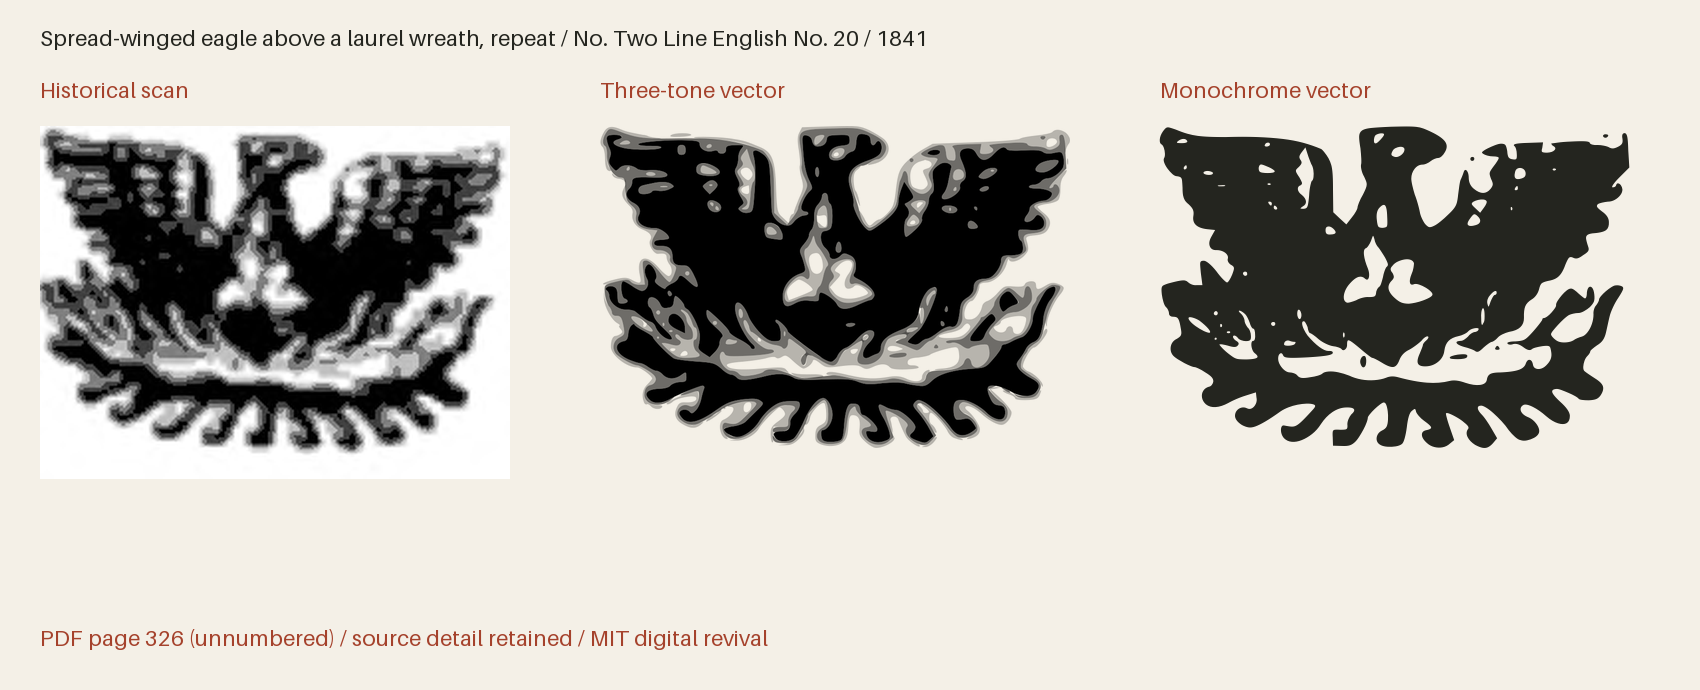 Spread-winged eagle above a laurel wreath, repeat / No. Two Line English No. 20 / 1841
Historical scan
Three-tone vector
Monochrome vector
PDF page 326 (unnumbered) / source detail retained / MIT digital revival